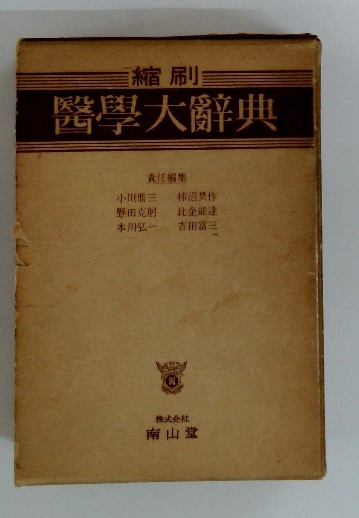 縮刷
醫學大辭典
責任編集
小川鼎三 柿沼昊作
懸田克躬 比企能達
本川弘一 吉田富三
株式会社
南山堂